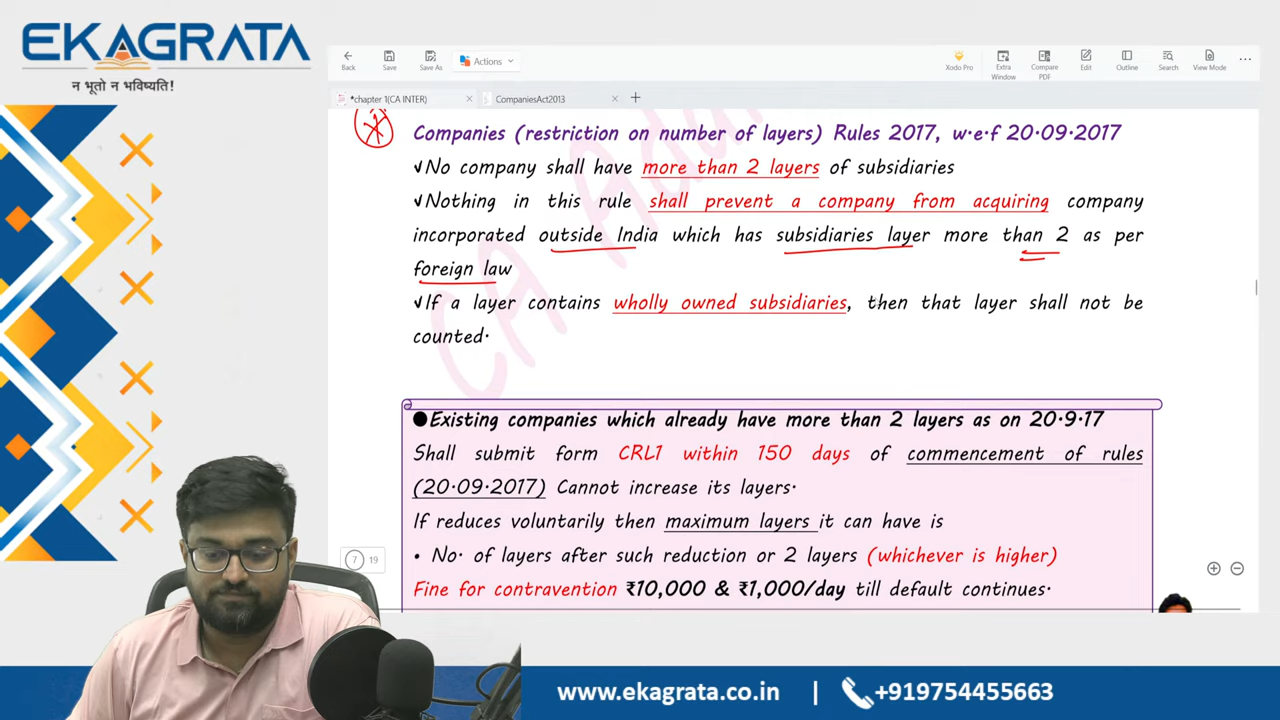 EKAGRATA
न भूतो न भविष्यति!
Back
Save
Save As
Actions
Xodo Pro
Extra Window
Compare PDF
Edit
Outline
Search
View Mode
*chapter 1(CA INTER)
CompaniesAct2013
Companies (restriction on number of layers) Rules 2017, w.e.f 20.09.2017
✓No company shall have more than 2 layers of subsidiaries
✓Nothing in this rule shall prevent a company from acquiring company
incorporated outside India which has subsidiaries layer more than 2 as per
foreign law
✓If a layer contains wholly owned subsidiaries, then that layer shall not be
counted.
●Existing companies which already have more than 2 layers as on 20.9.17
Shall submit form CRL1 within 150 days of commencement of rules
(20.09.2017) Cannot increase its layers.
If reduces voluntarily then maximum layers it can have is
• No. of layers after such reduction or 2 layers (whichever is higher)
Fine for contravention ₹10,000 & ₹1,000/day till default continues.
7 19
www.ekagrata.co.in | +919754455663